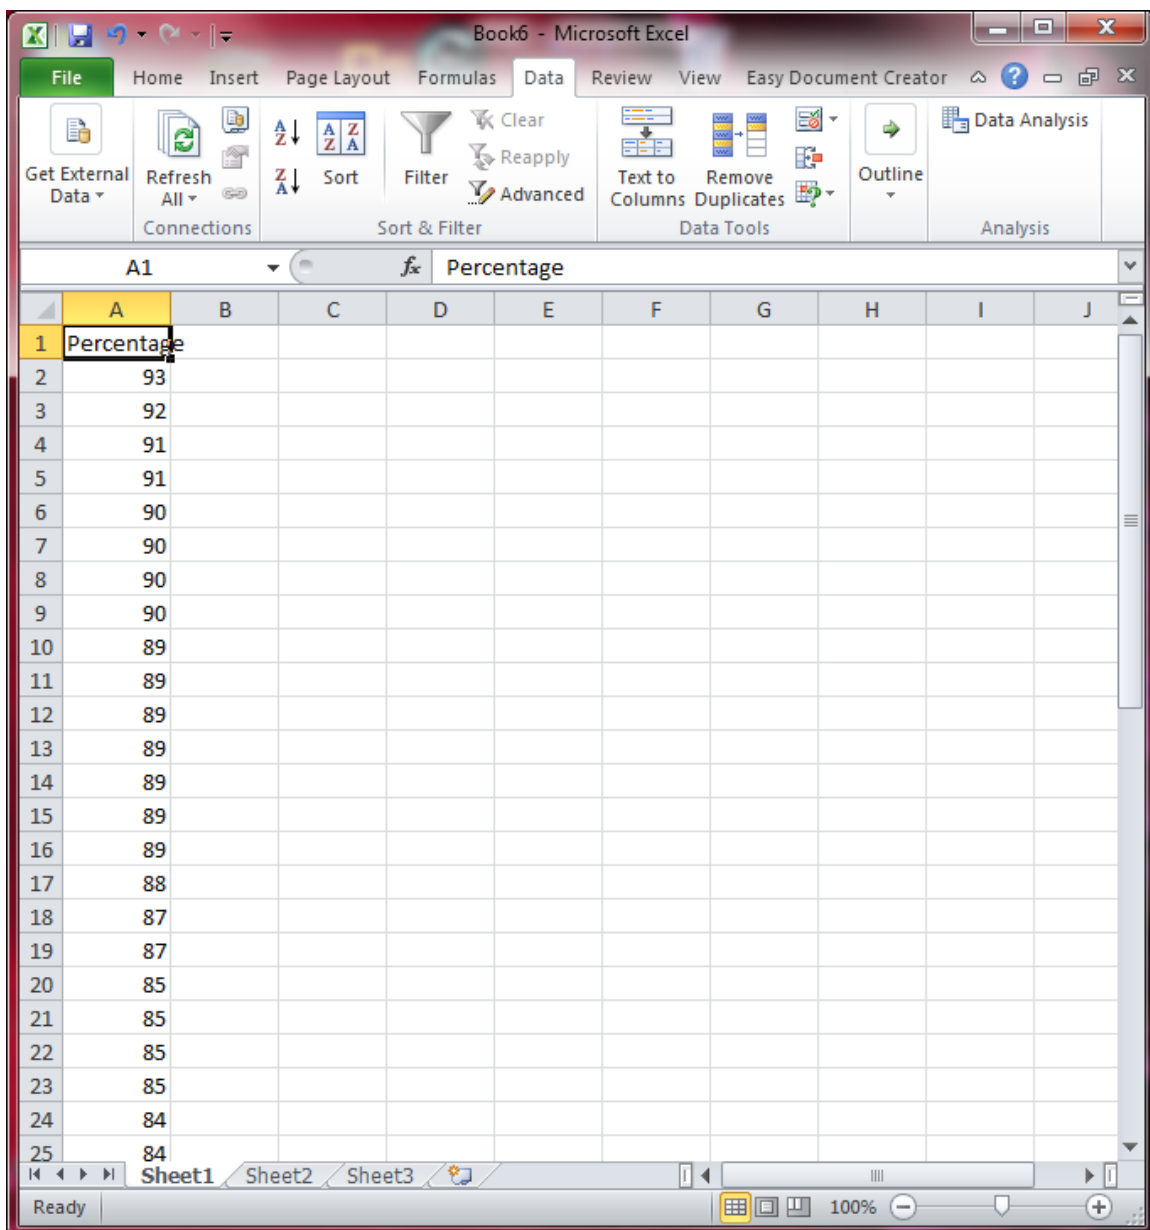 Book6 - Microsoft Excel
File Home Insert Page Layout Formulas Data Review View Easy Document Creator
Get External Data
Refresh All
Connections
Sort
Filter
Clear
Reapply
Advanced
Sort & Filter
Text to Columns
Remove Duplicates
Data Tools
Outline
Data Analysis
Analysis
A1 fx Percentage
A B C D E F G H I J
1 Percentage
2 93
3 92
4 91
5 91
6 90
7 90
8 90
9 90
10 89
11 89
12 89
13 89
14 89
15 89
16 89
17 88
18 87
19 87
20 85
21 85
22 85
23 85
24 84
25 84
Sheet1 Sheet2 Sheet3
Ready 100%